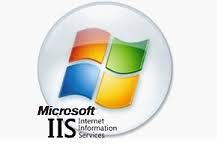 Microsoft
IIS Internet
Information
Services